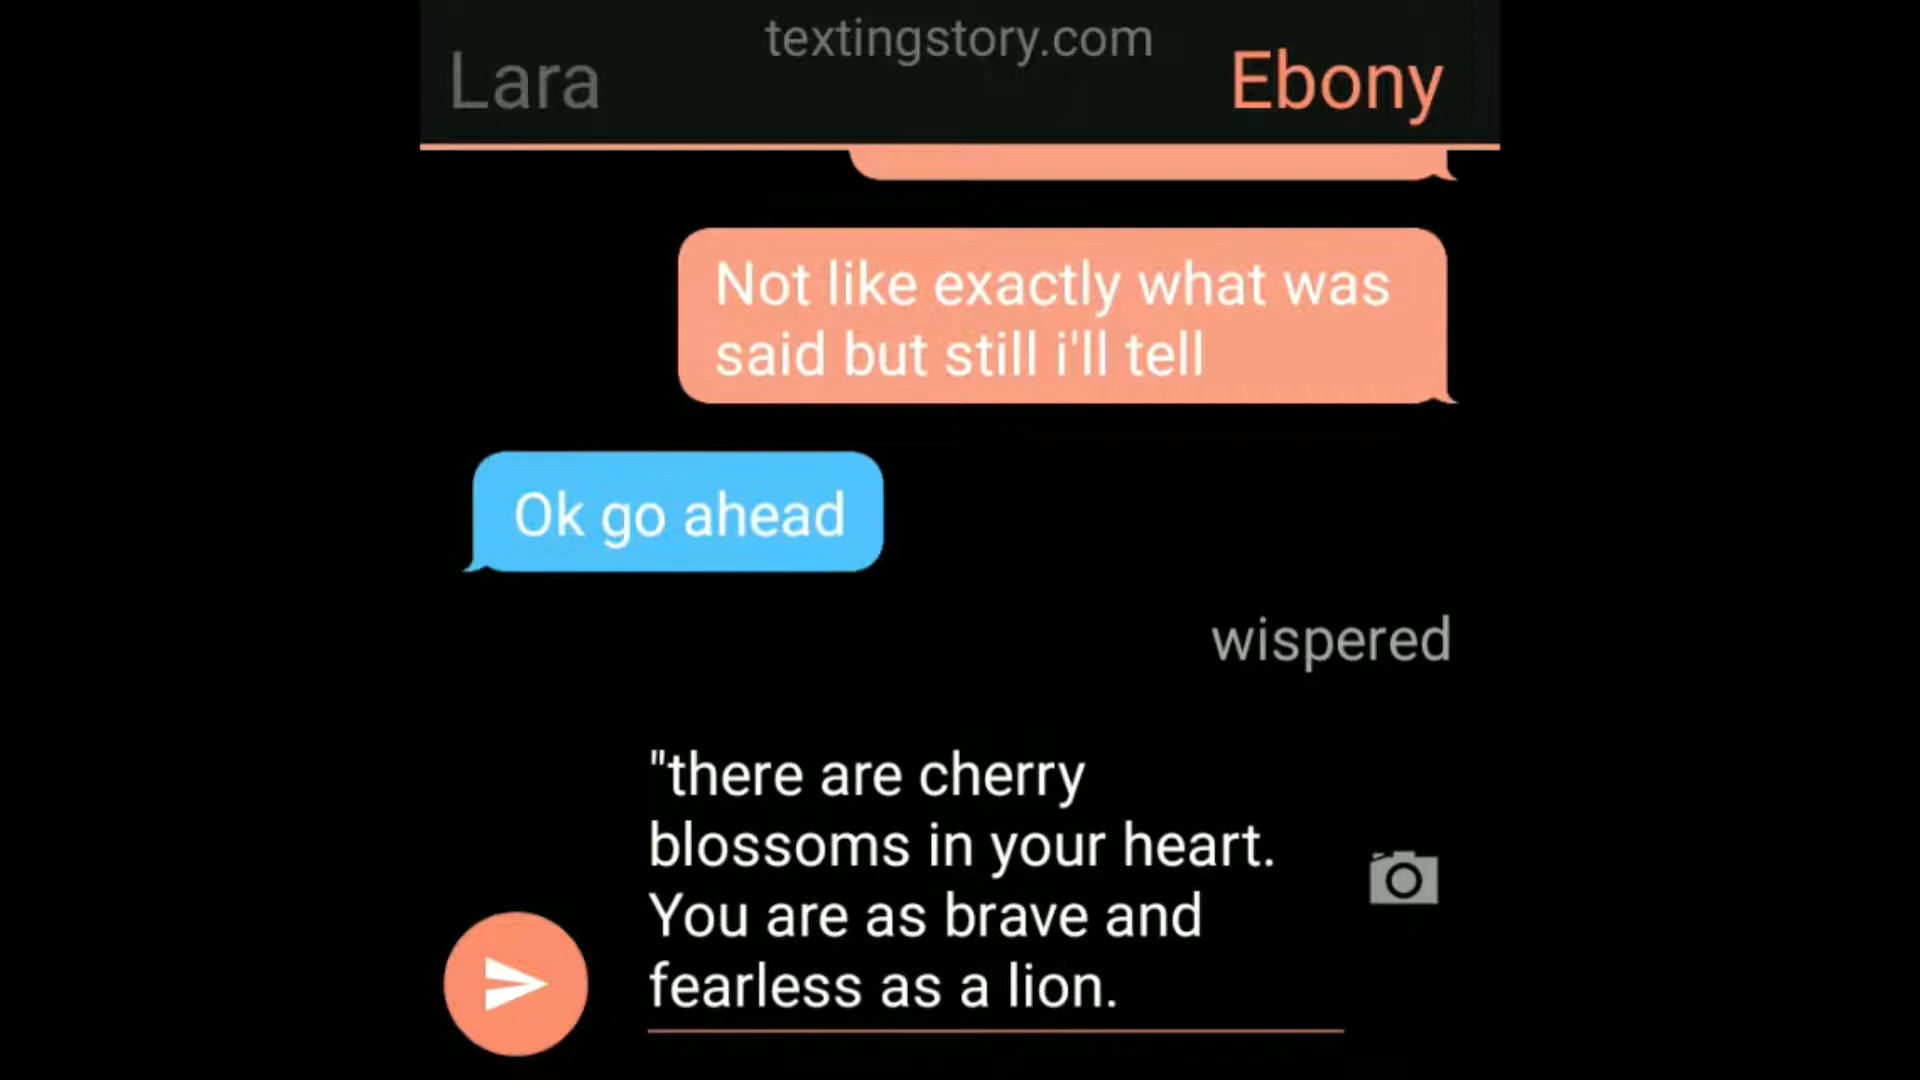 textingstory.com
Lara
Ebony
Not like exactly what was
said but still i'll tell
Ok go ahead
wispered
"there are cherry
blossoms in your heart.
You are as brave and
fearless as a lion.